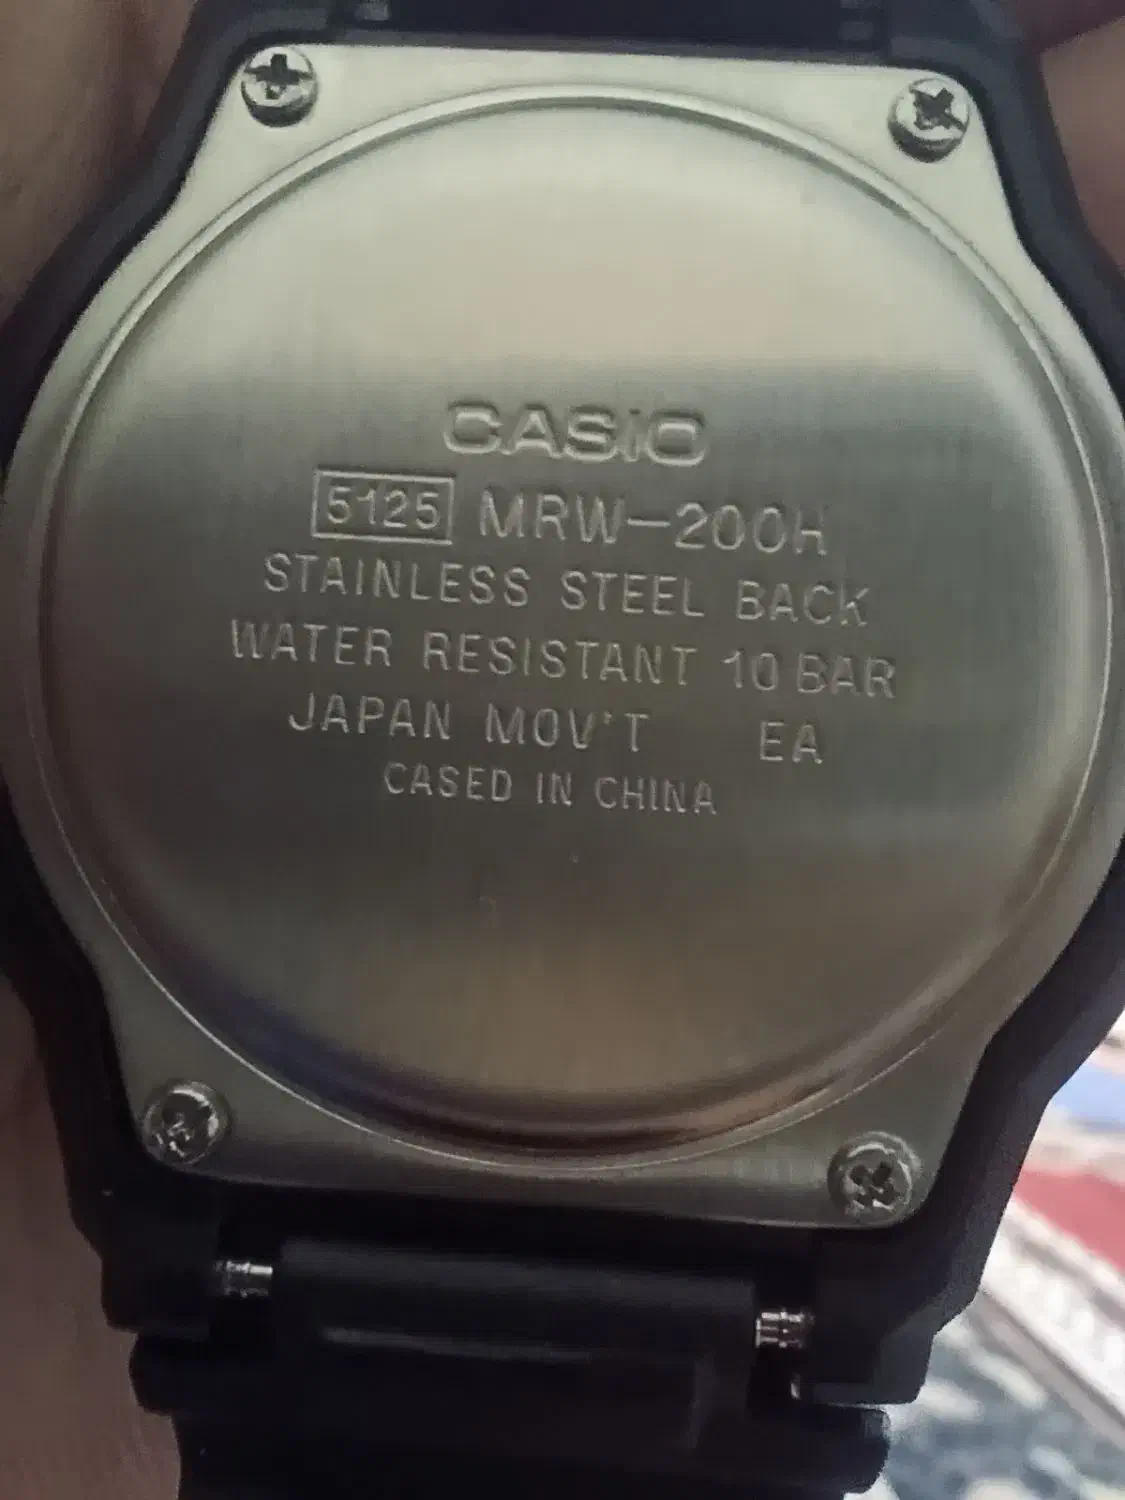 CASIO
5125 MRW-200H
STAINLESS STEEL BACK
WATER RESISTANT 10 BAR
JAPAN MOV'T EA
CASED IN CHINA